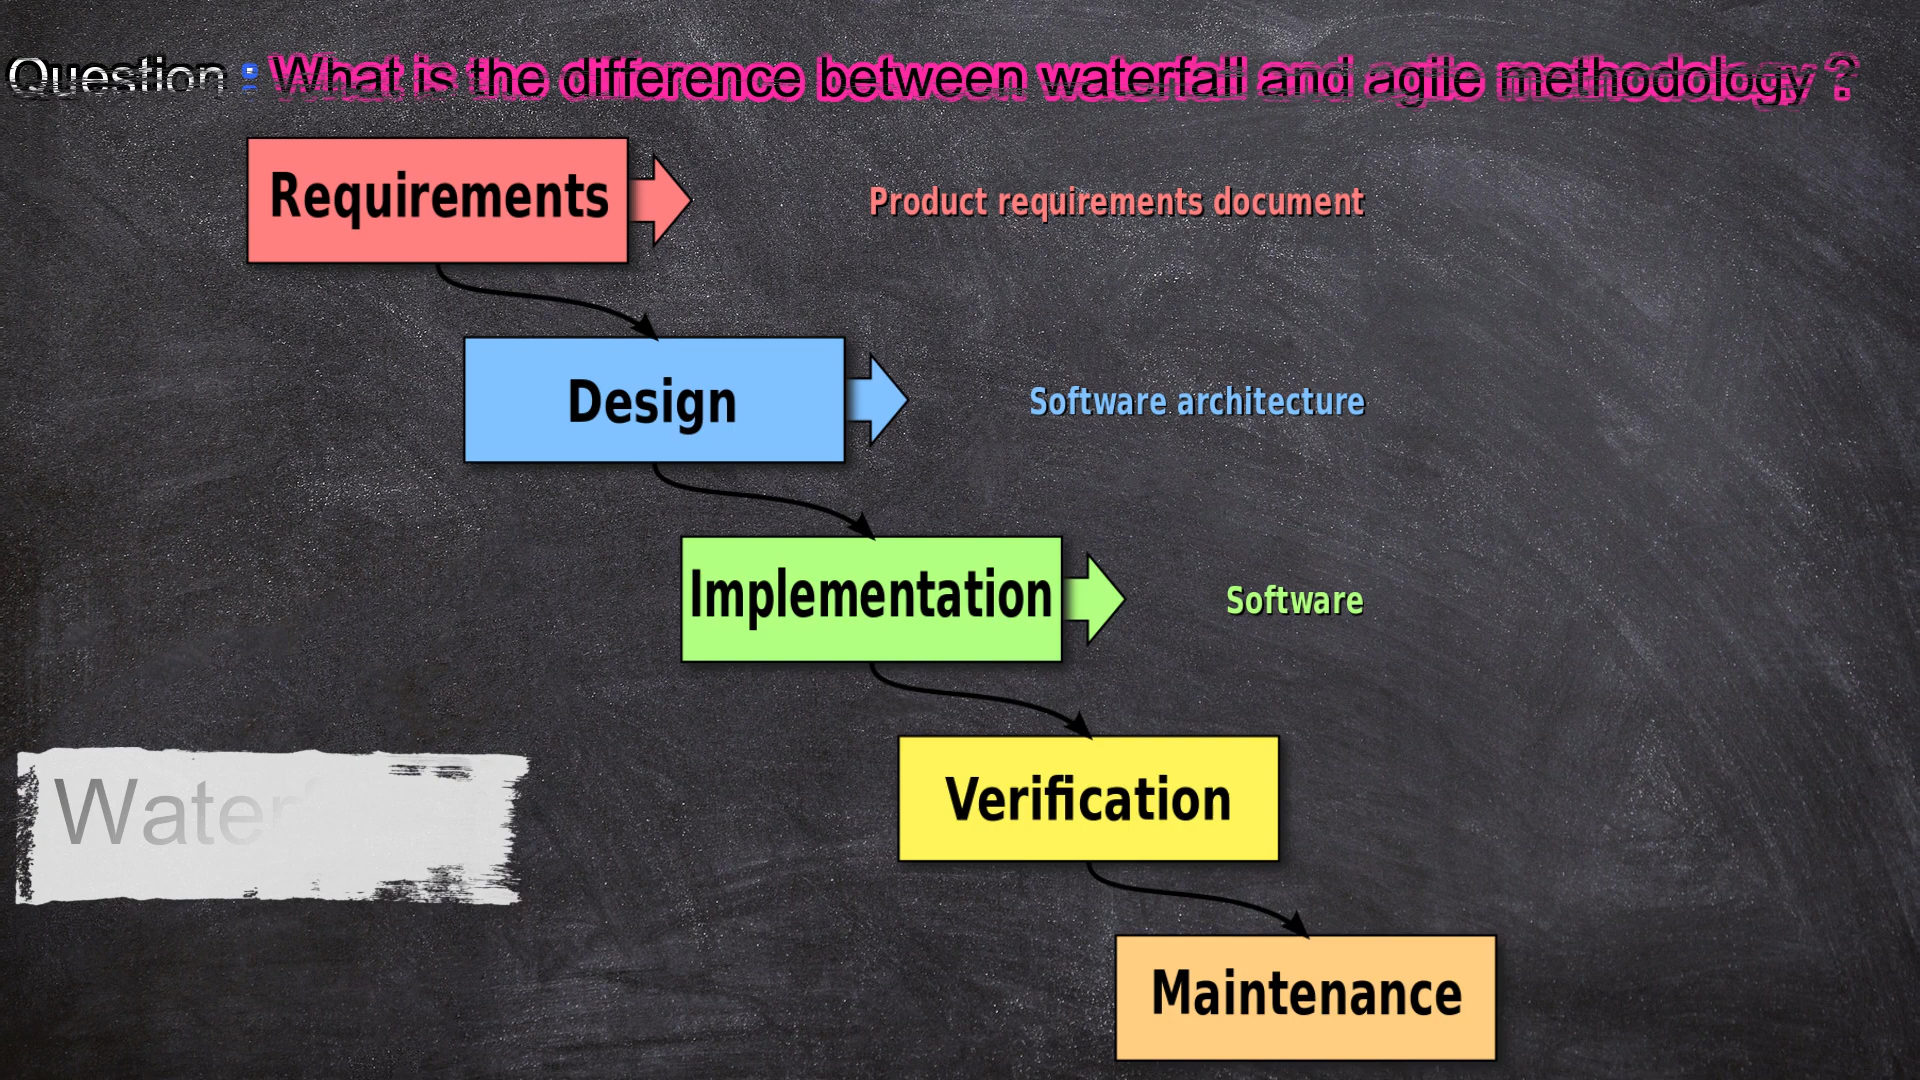 Question : What is the difference between waterfall and agile methodology ?
Requirements
Product requirements document
Design
Software architecture
Implementation
Software
Verification
Water
Maintenance